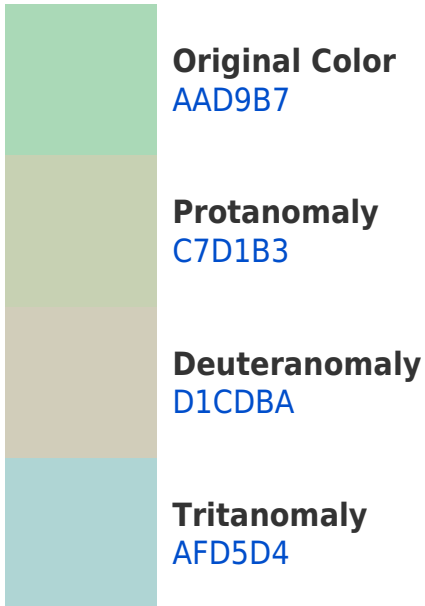 Original Color
AAD9B7
Protanomaly
C7D1B3
Deuteranomaly
D1CDBA
Tritanomaly
AFD5D4